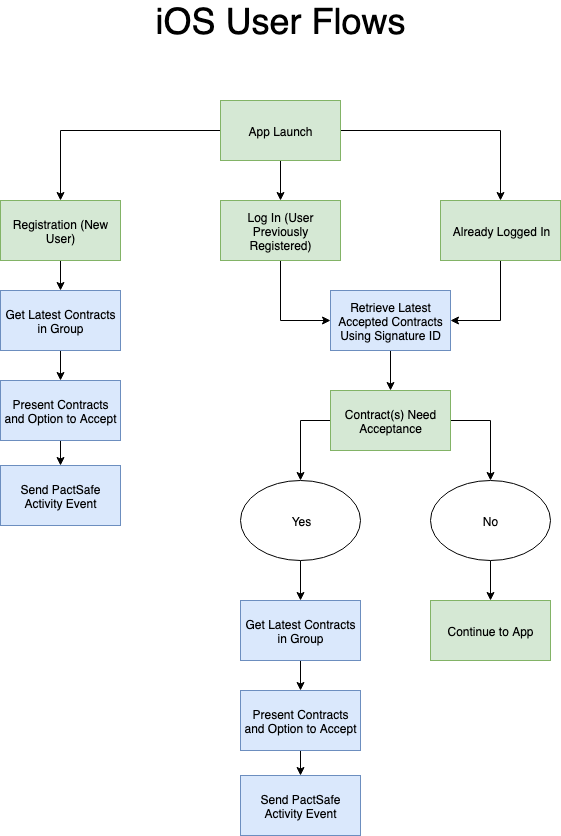 iOS User Flows
App Launch
Registration (New
User)
Log In (User
Previously
Registered)
Already Logged In
Get Latest Contracts
in Group
Retrieve Latest
Accepted Contracts
Using Signature ID
Present Contracts
and Option to Accept
Contract(s) Need
Acceptance
Send PactSafe
Activity Event
Yes
No
Get Latest Contracts
in Group
Continue to App
Present Contracts
and Option to Accept
Send PactSafe
Activity Event